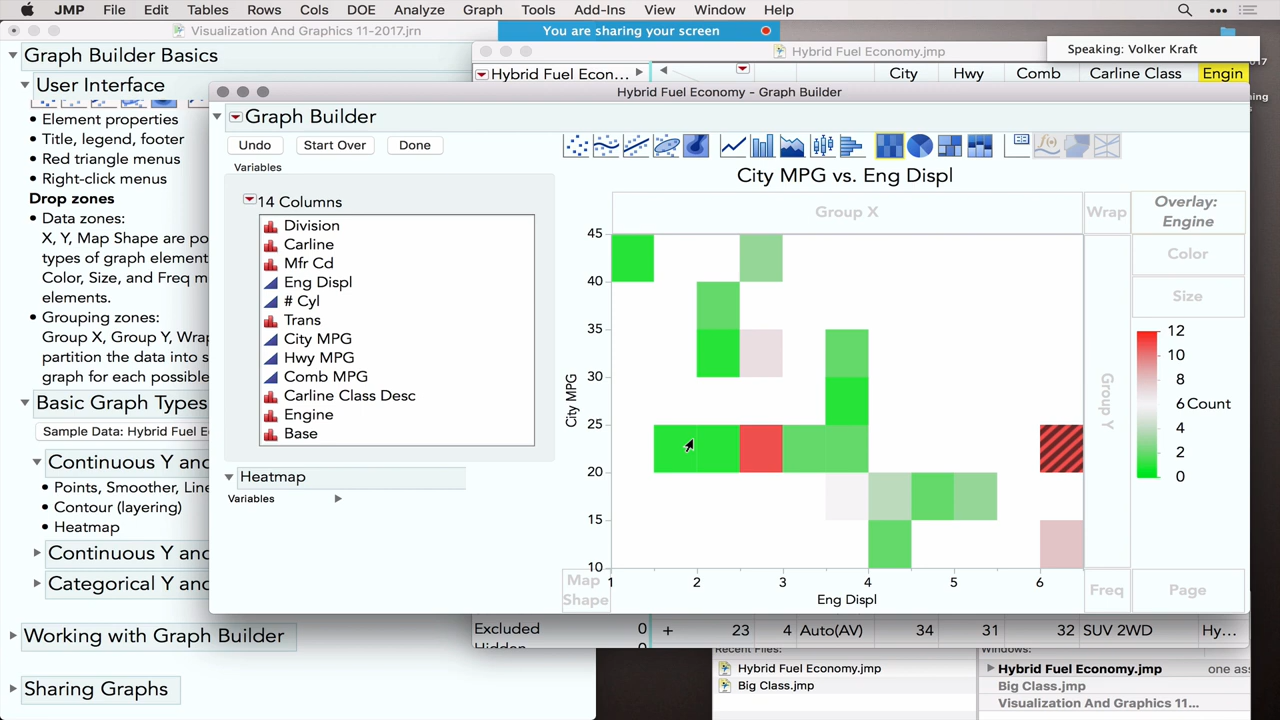 JMP File Edit Tables Rows Cols DOE Analyze Graph Tools Add-Ins View Window Help
Visualization And Graphics 11-2017.jrn
You are sharing your screen
Hybrid Fuel Economy.jmp
Speaking: Volker Kraft
Graph Builder Basics
User Interface
Element properties
Title, legend, footer
Red triangle menus
Right-click menus
Drop zones
Data zones:
X, Y, Map Shape are po
types of graph element
Color, Size, and Freq m
elements.
Grouping zones:
Group X, Group Y, Wrap
partition the data into s
graph for each possible
Basic Graph Types
Sample Data: Hybrid Fuel E
Continuous Y and
Points, Smoother, Line
Contour (layering)
Heatmap
Continuous Y and
Categorical Y and
Working with Graph Builder
Sharing Graphs
Hybrid Fuel Econ...
City Hwy Comb Carline Class Engin
Hybrid Fuel Economy - Graph Builder
Graph Builder
Undo Start Over Done
Variables
14 Columns
Division
Carline
Mfr Cd
Eng Displ
# Cyl
Trans
City MPG
Hwy MPG
Comb MPG
Carline Class Desc
Engine
Base
Heatmap
Variables
City MPG vs. Eng Displ
Group X
Wrap
Overlay:
Engine
Color
Size
Group Y
City MPG
45
40
35
30
25
20
15
10
1 2 3 4 5 6
Eng Displ
Map
Shape
Freq
Page
12
10
8
6 Count
4
2
0
Excluded 0
+ 23 4 Auto(AV) 34 31 32 SUV 2WD Hy...
Hidden
Recent Files:
Hybrid Fuel Economy.jmp
Big Class.jmp
Windows:
Hybrid Fuel Economy.jmp one ass
Big Class.jmp
Visualization And Graphics 11...